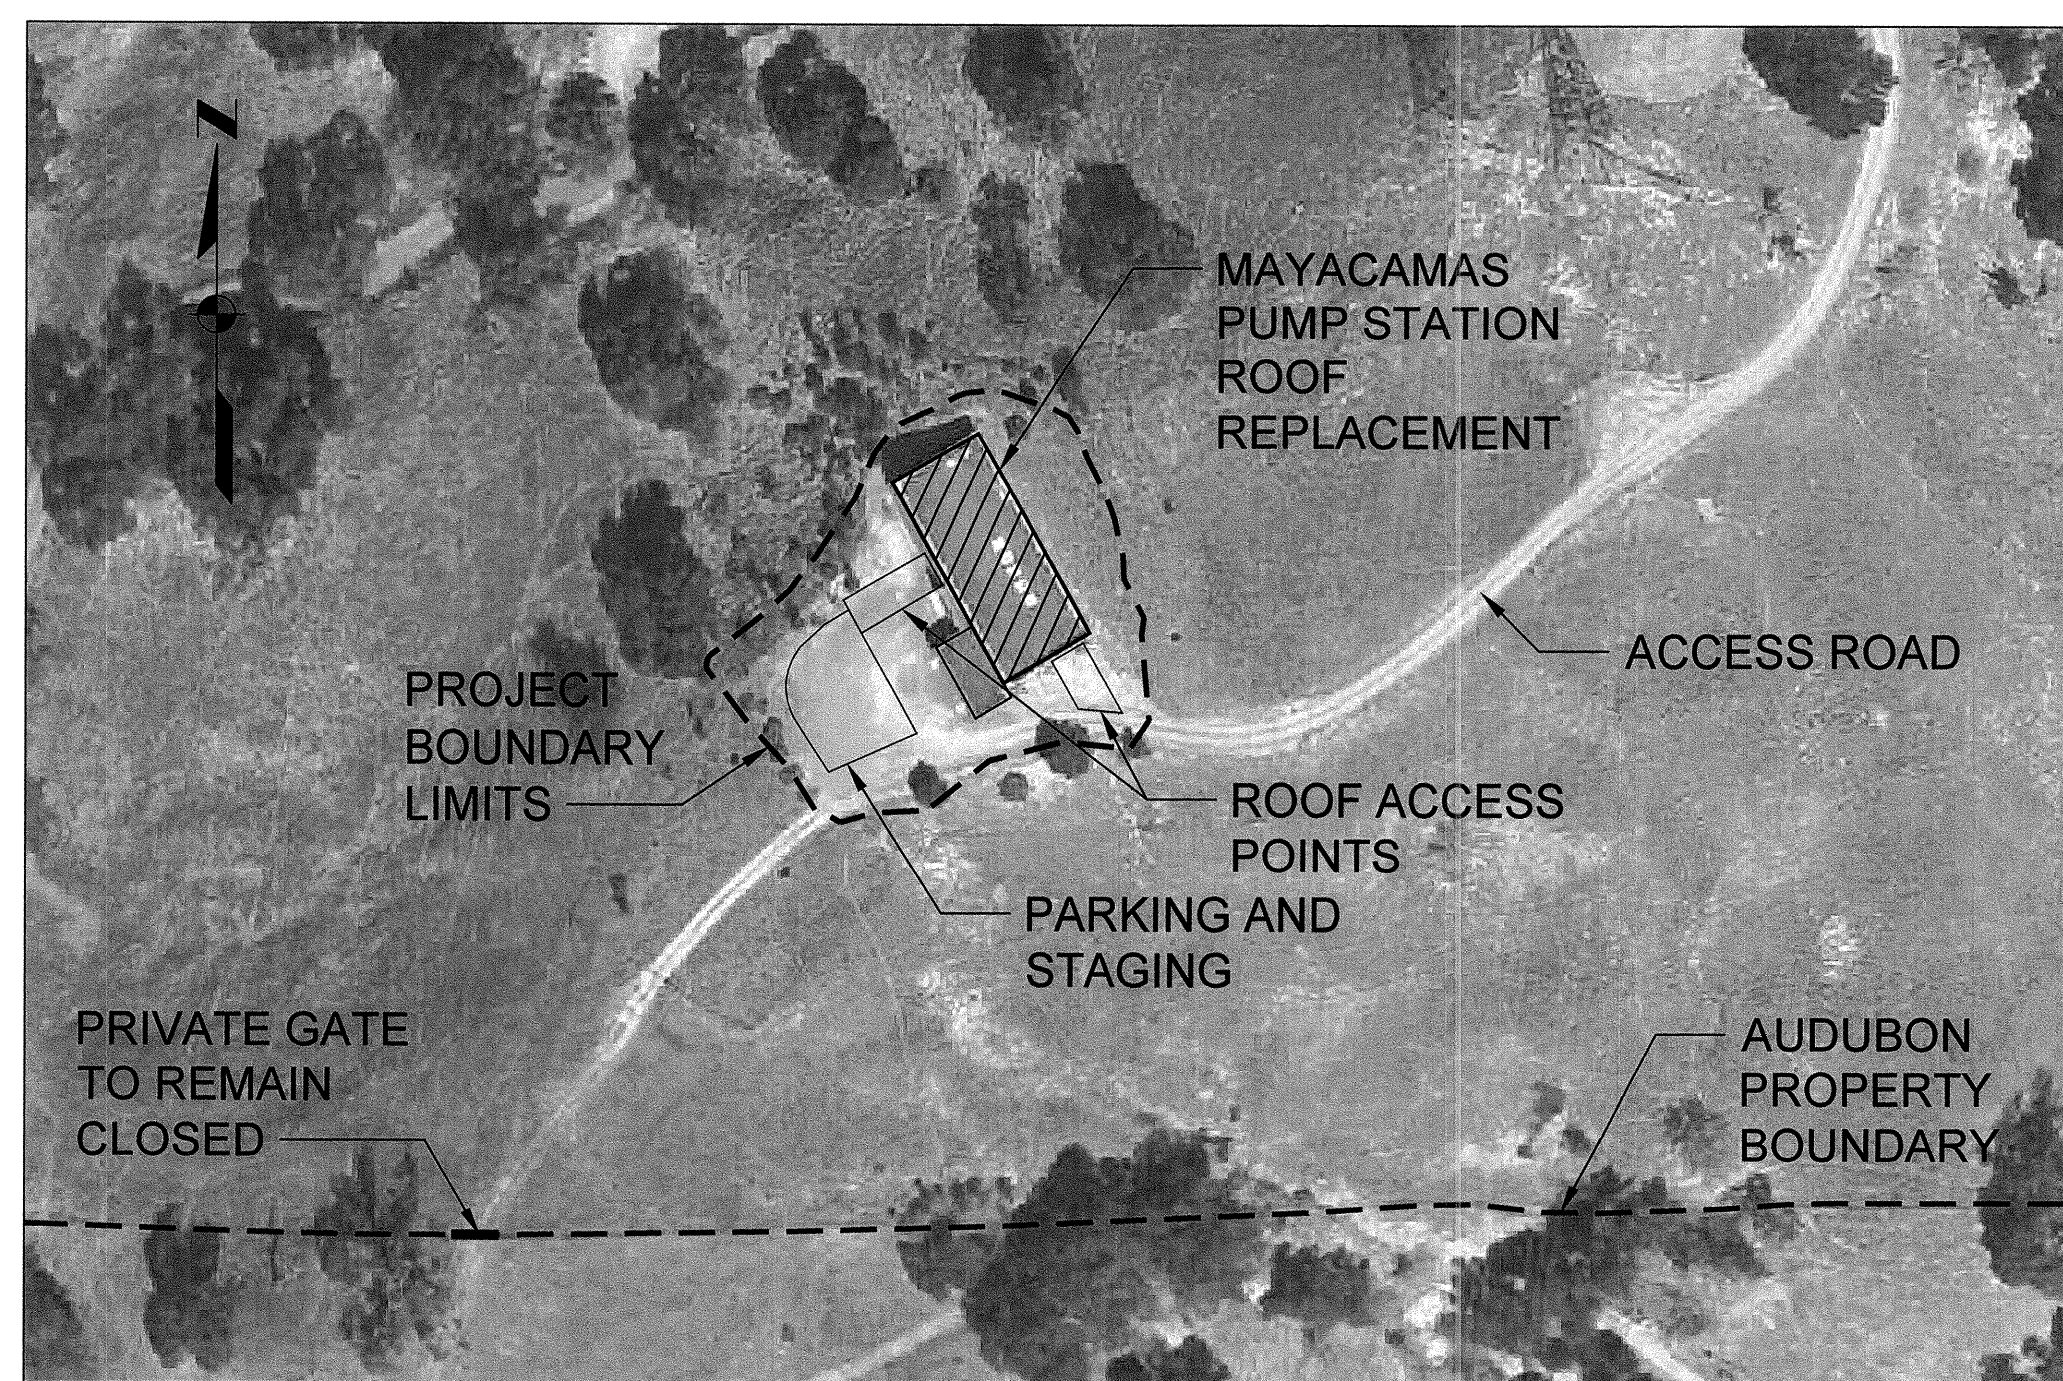 N
MAYACAMAS
PUMP STATION
ROOF
REPLACEMENT
ACCESS ROAD
PROJECT
BOUNDARY
LIMITS
ROOF ACCESS
POINTS
PARKING AND
STAGING
PRIVATE GATE
TO REMAIN
CLOSED
AUDUBON
PROPERTY
BOUNDARY